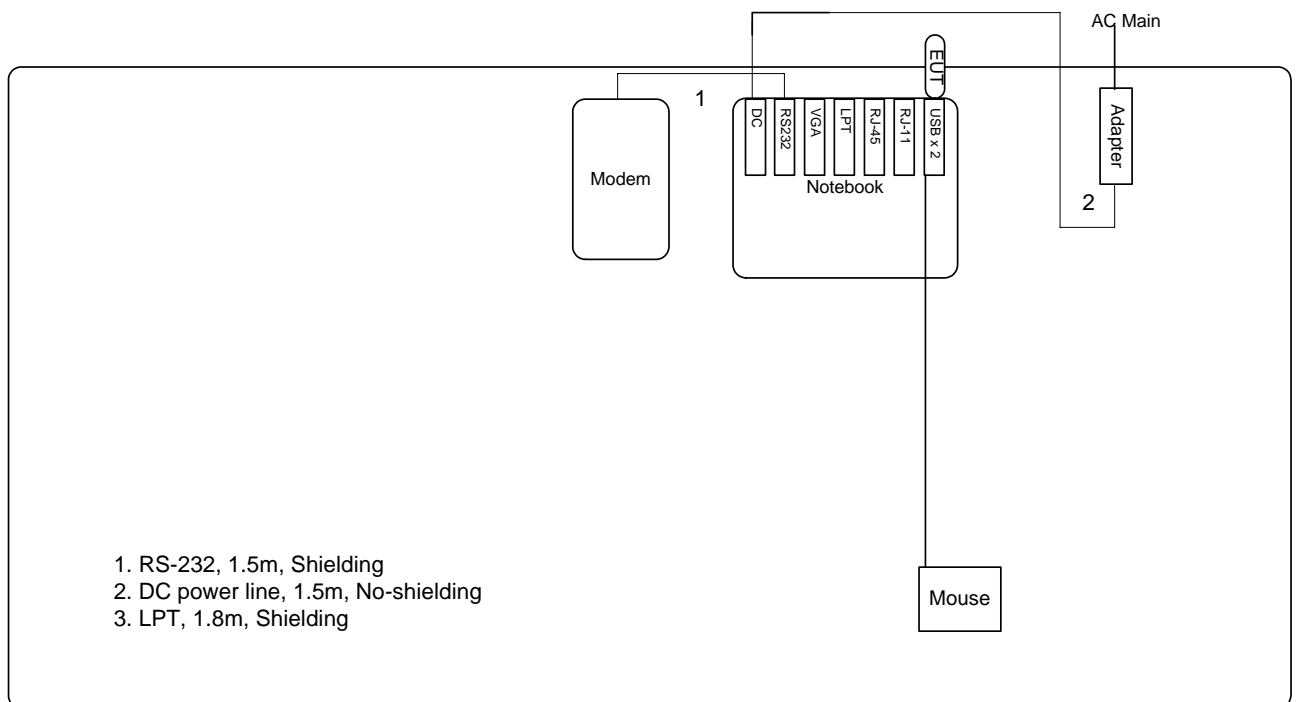 AC Main
EUT
1
DC
RS232
VGA
LPT
RJ-45
RJ-11
USB x 2
Adapter
Modem
Notebook
2
1. RS-232, 1.5m, Shielding
2. DC power line, 1.5m, No-shielding
3. LPT, 1.8m, Shielding
Mouse